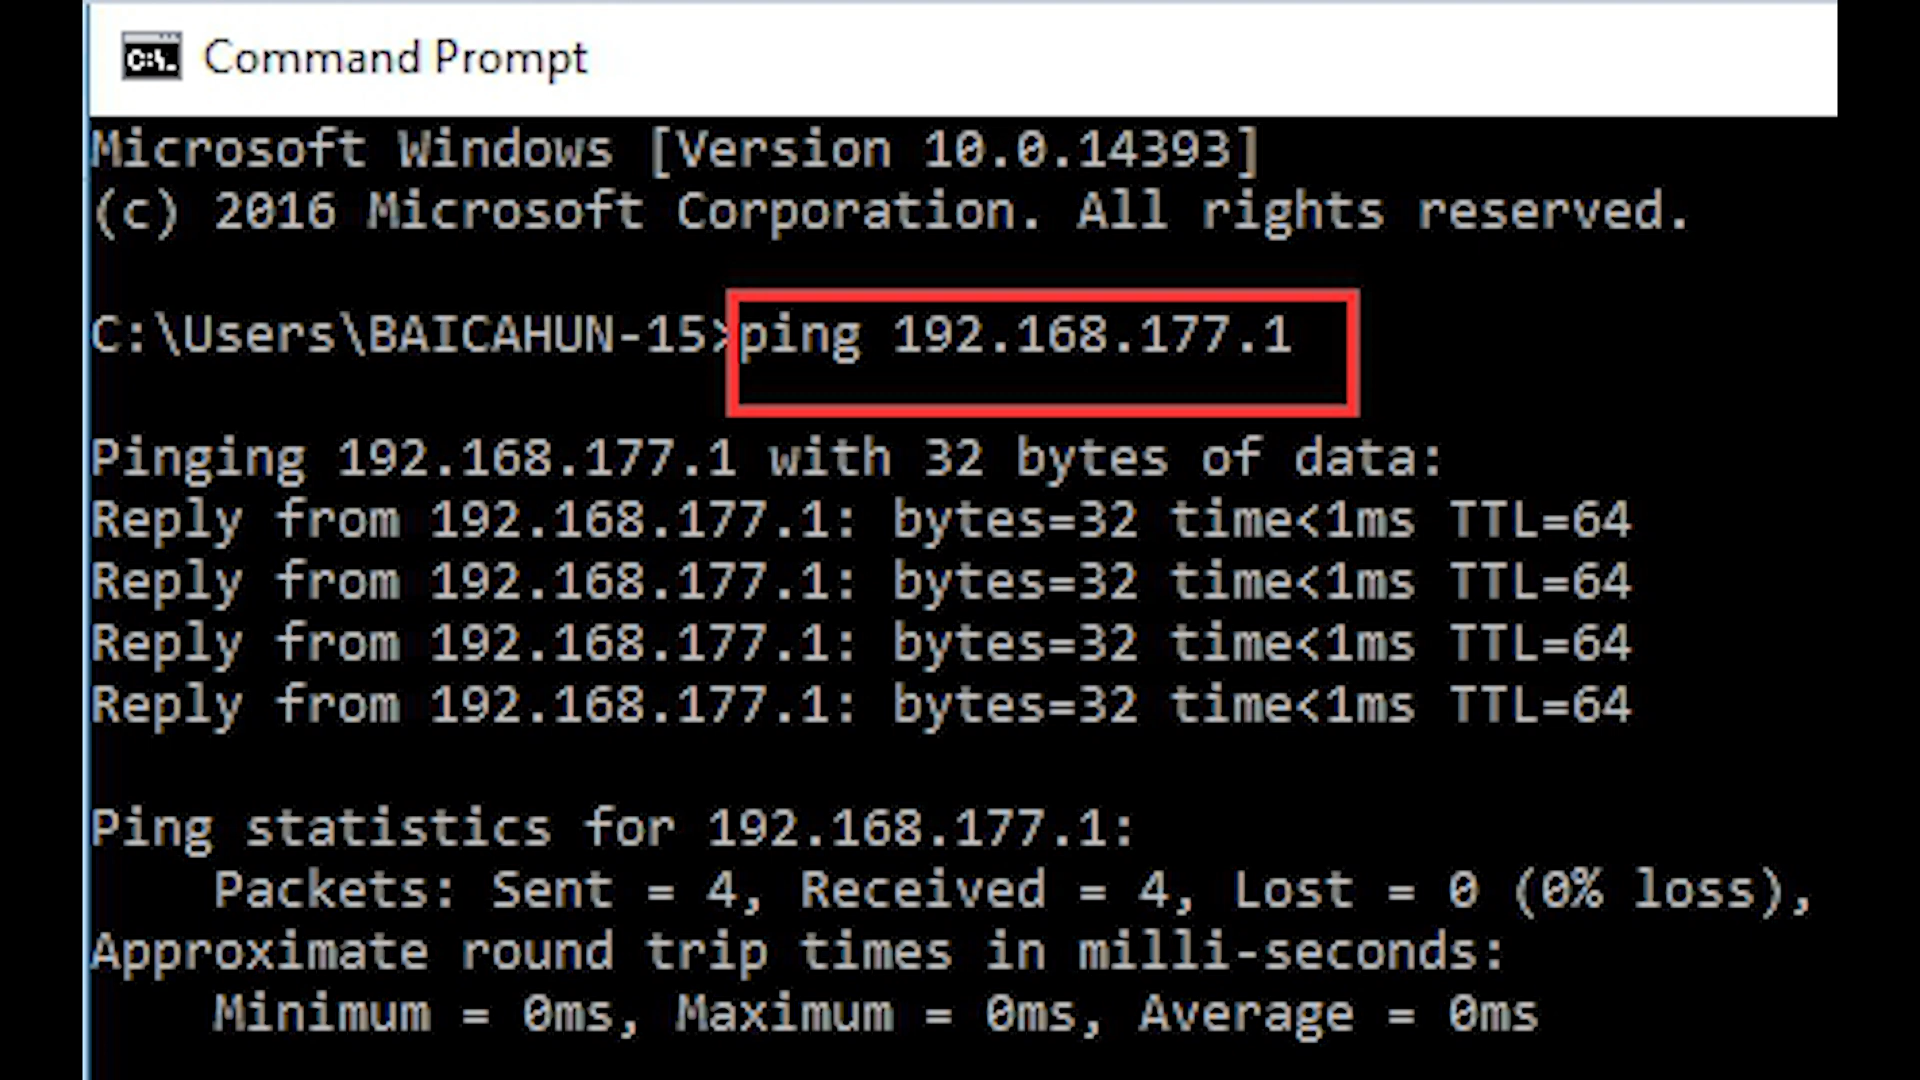 Command Prompt
Microsoft Windows [Version 10.0.14393]
(c) 2016 Microsoft Corporation. All rights reserved.
C:\Users\BAICAHUN-15>ping 192.168.177.1
Pinging 192.168.177.1 with 32 bytes of data:
Reply from 192.168.177.1: bytes=32 time<1ms TTL=64
Reply from 192.168.177.1: bytes=32 time<1ms TTL=64
Reply from 192.168.177.1: bytes=32 time<1ms TTL=64
Reply from 192.168.177.1: bytes=32 time<1ms TTL=64
Ping statistics for 192.168.177.1:
    Packets: Sent = 4, Received = 4, Lost = 0 (0% loss),
Approximate round trip times in milli-seconds:
    Minimum = 0ms, Maximum = 0ms, Average = 0ms